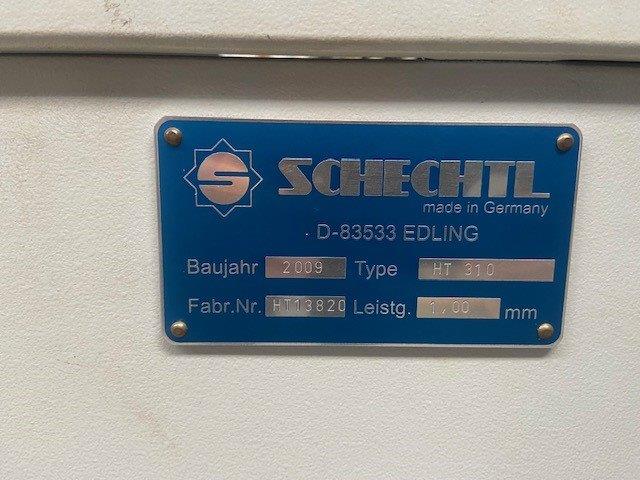 S SCHECHTL
made in Germany
D-83533 EDLING
Baujahr 2009 Type HT 310
Fabr.Nr. HT13820 Leistg. 1,00 mm